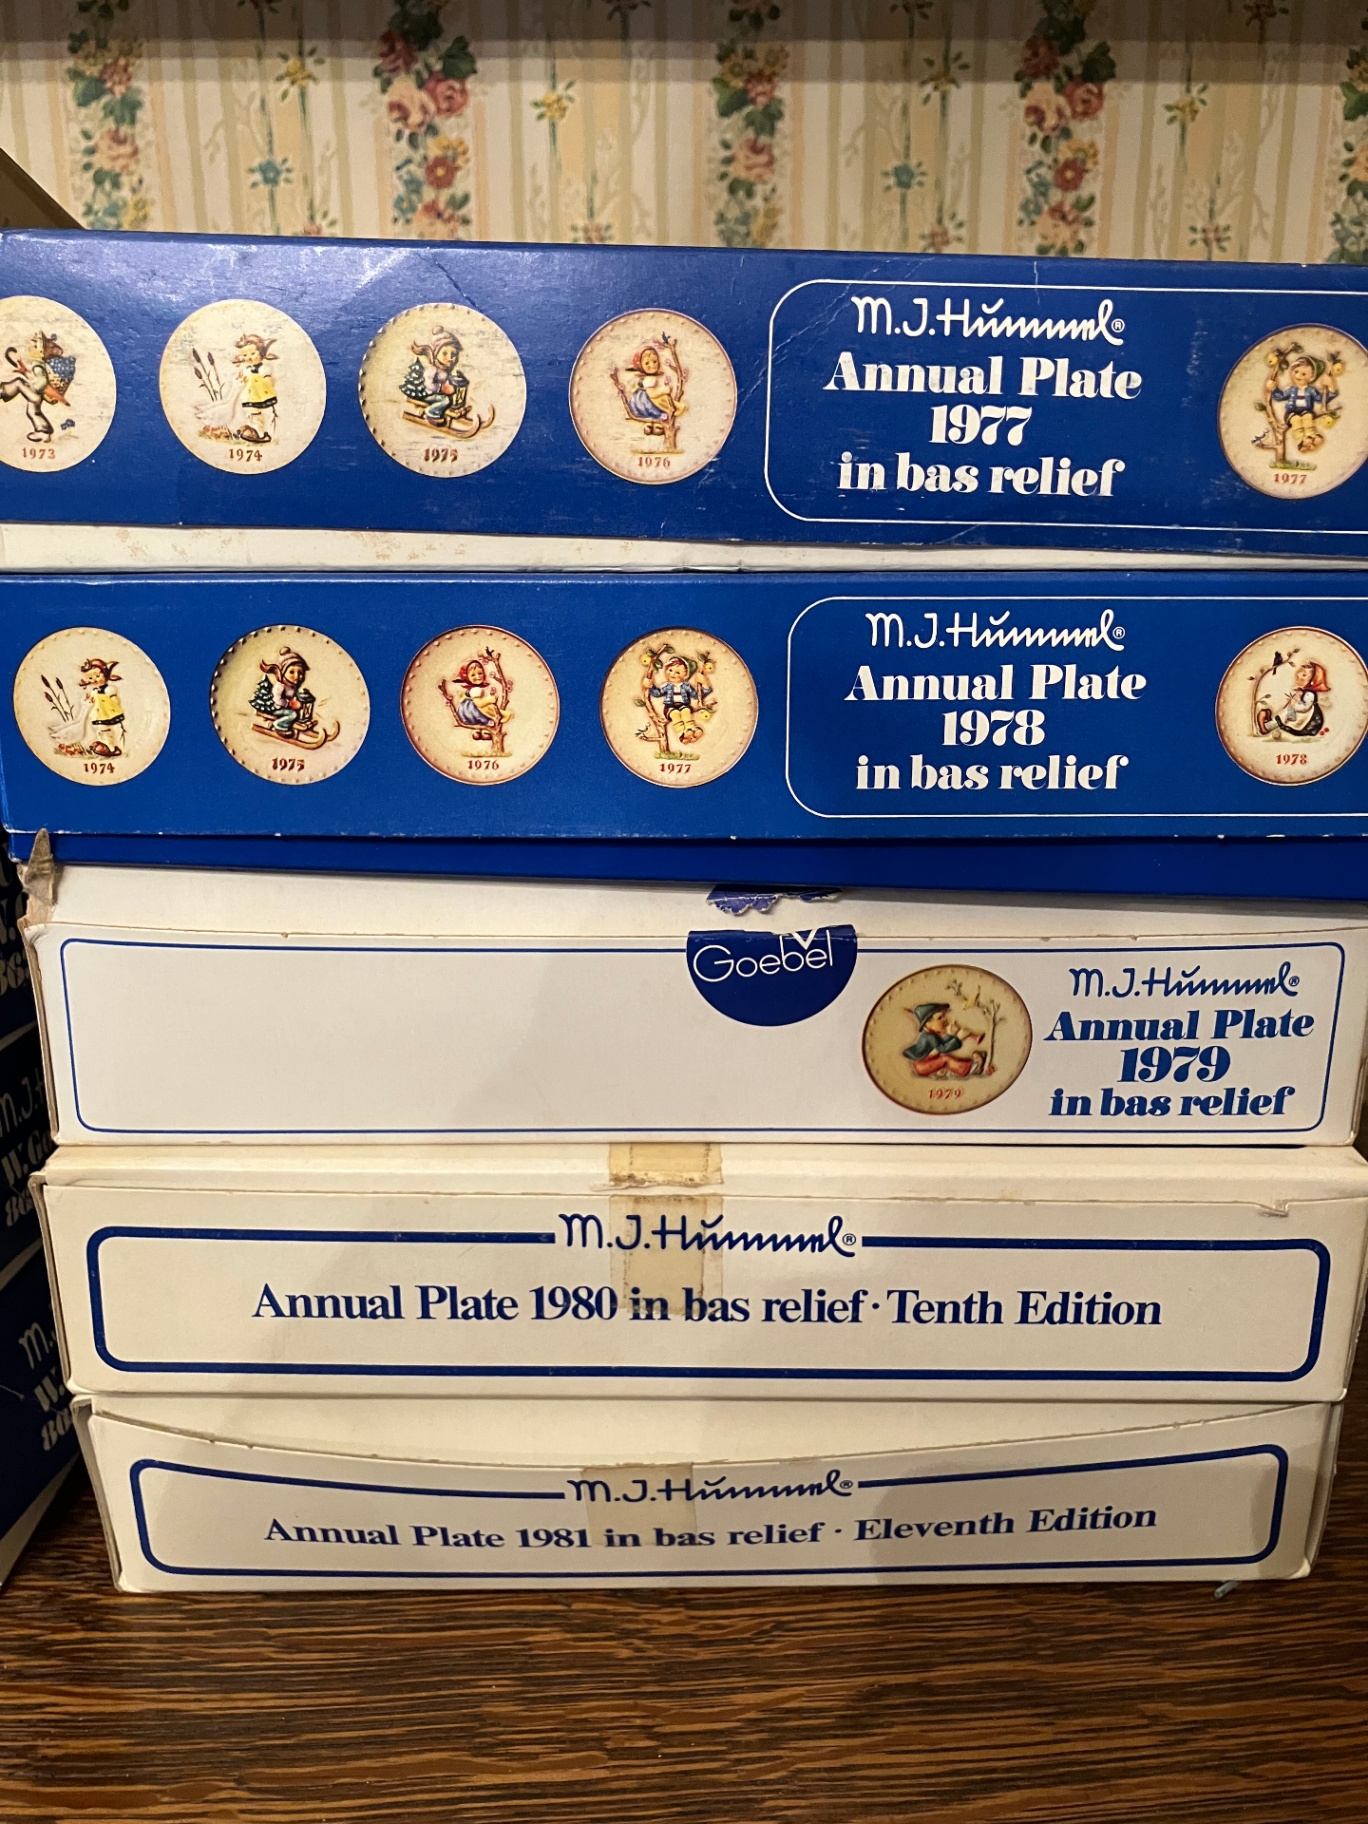 1973
1974
1975
1976
M.J.Hummel®
Annual Plate
1977
in bas relief
1977
1974
1975
1976
1977
M.J.Hummel®
Annual Plate
1978
in bas relief
1978
Goebel
1979
M.J.Hummel®
Annual Plate
1979
in bas relief
M.J.Hummel®
Annual Plate 1980 in bas relief · Tenth Edition
M.J.Hummel®
Annual Plate 1981 in bas relief · Eleventh Edition